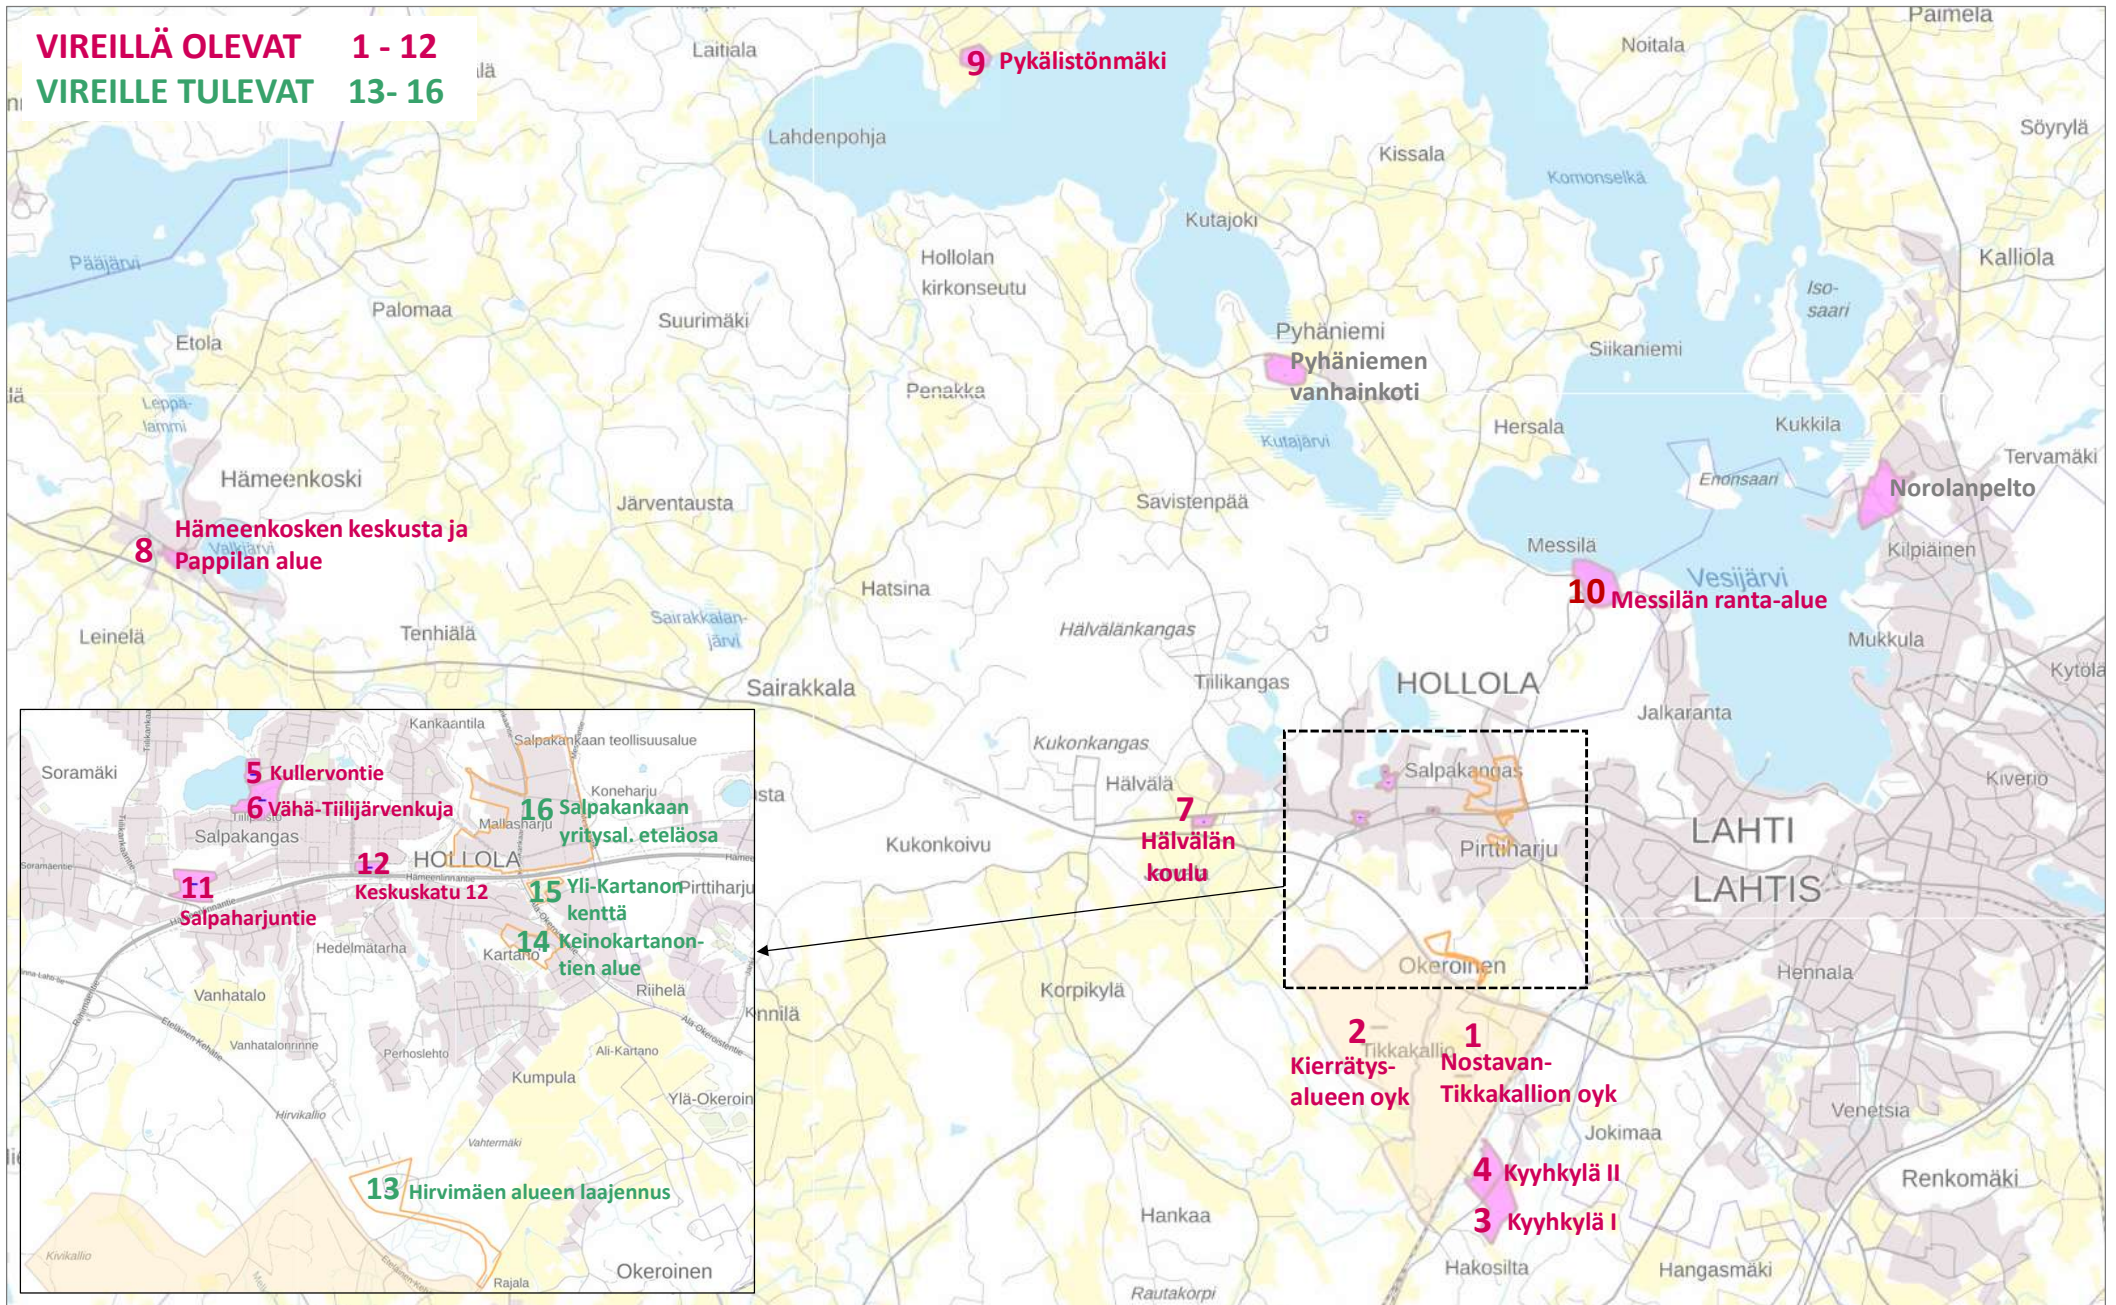 VIREILLÄ OLEVAT 1 - 12
VIREILLE TULEVAT 13- 16
Laitiala
9 Pykälistönmäki
Noitala
Paimela
Lahdenpohja
Kissala
Söyrylä
Komonselkä
Kutajoki
Pääjärvi
Hollolan
kirkonseutu
Kalliola
Iso-
saari
Palomaa
Suurimäki
Etola
Pyhäniemi
Pyhäniemen
vanhainkoti
Siikaniemi
Penakka
Leppä-
lammi
Kutajärvi
Hersala
Kukkila
Tervamäki
Hämeenkoski
Järventausta
Savistenpää
Enonsaari
Norolanpelto
8 Hämeenkosken keskusta ja
Pappilan alue
Valkjärvi
Messilä
Kilpiäinen
Vesijärvi
10 Messilän ranta-alue
Hatsina
Leinelä
Tenhiälä
Sairakkalan-
järvi
Hälvälänkangas
Mukkula
Kytölä
Sairakkala
Tiilikangas
HOLLOLA
Jalkaranta
Kukonkangas
Hälvälä
Salpakangas
Kiverio
7
Hälvälän
koulu
Kukonkoivu
Pirttiharju
LAHTI
LAHTIS
Okeroinen
Hennala
Korpikylä
2
Tikkakallio
Kierrätys-
alueen oyk
1
Nostavan-
Tikkakallion oyk
Venetsia
Jokimaa
4 Kyyhkylä II
Renkomäki
3 Kyyhkylä I
Hankaa
Hakosilta
Hangasmäki
Rautakorpi
Kankaantila
Salpakankaan teollisuusalue
Soramäki
5 Kullervontie
Koneharju
6 Vähä-Tiilijärvenkuja
16 Salpakankaan
yritysal. eteläosa
Mallasharju
Salpakangas
HOLLOLA
12
Keskuskatu 12
Hämeenlinnantie
11
Salpaharjuntie
15 Yli-Kartanon
kenttä
Pirttiharju
Hedelmätarha
14 Keinokartanon-
tien alue
Kartano
Riihelä
Vanhatalo
Vanhatalonrinne
Perhoslehto
Ali-Kartano
Kumpula
Hirvikallio
Vahtermäki
13 Hirvimäen alueen laajennus
Kivikallio
Rajala
Okeroinen